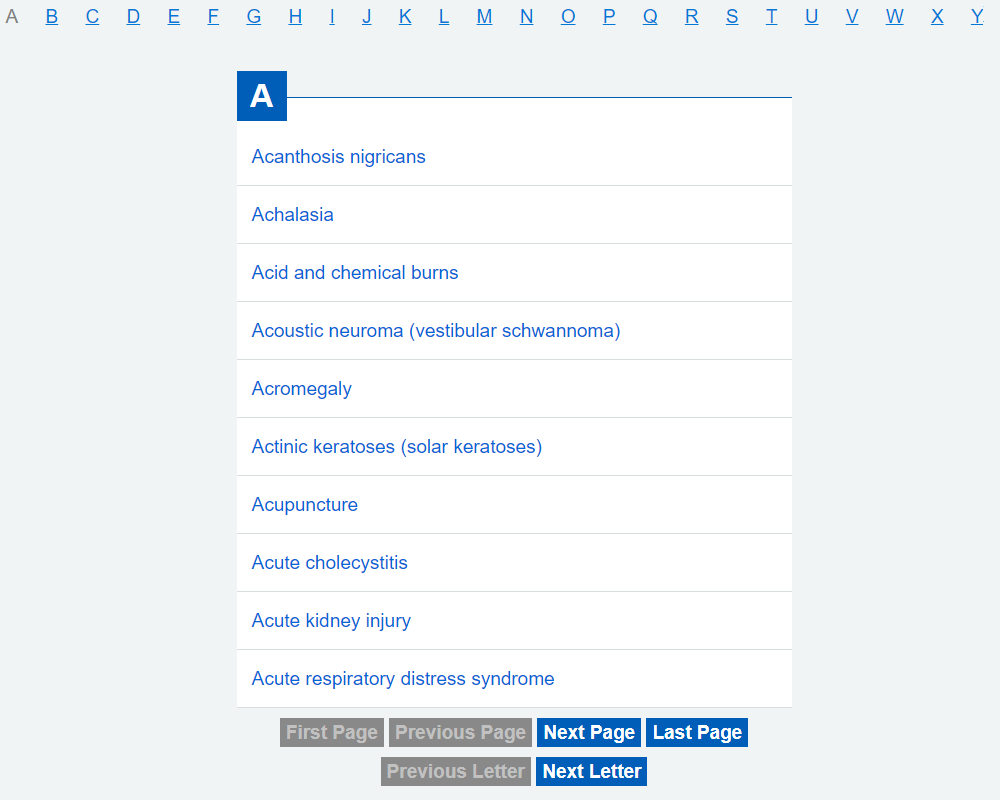 A B C D E F G H I J K L M N O P Q R S T U V W X Y
A
Acanthosis nigricans
Achalasia
Acid and chemical burns
Acoustic neuroma (vestibular schwannoma)
Acromegaly
Actinic keratoses (solar keratoses)
Acupuncture
Acute cholecystitis
Acute kidney injury
Acute respiratory distress syndrome
First Page Previous Page Next Page Last Page
Previous Letter Next Letter